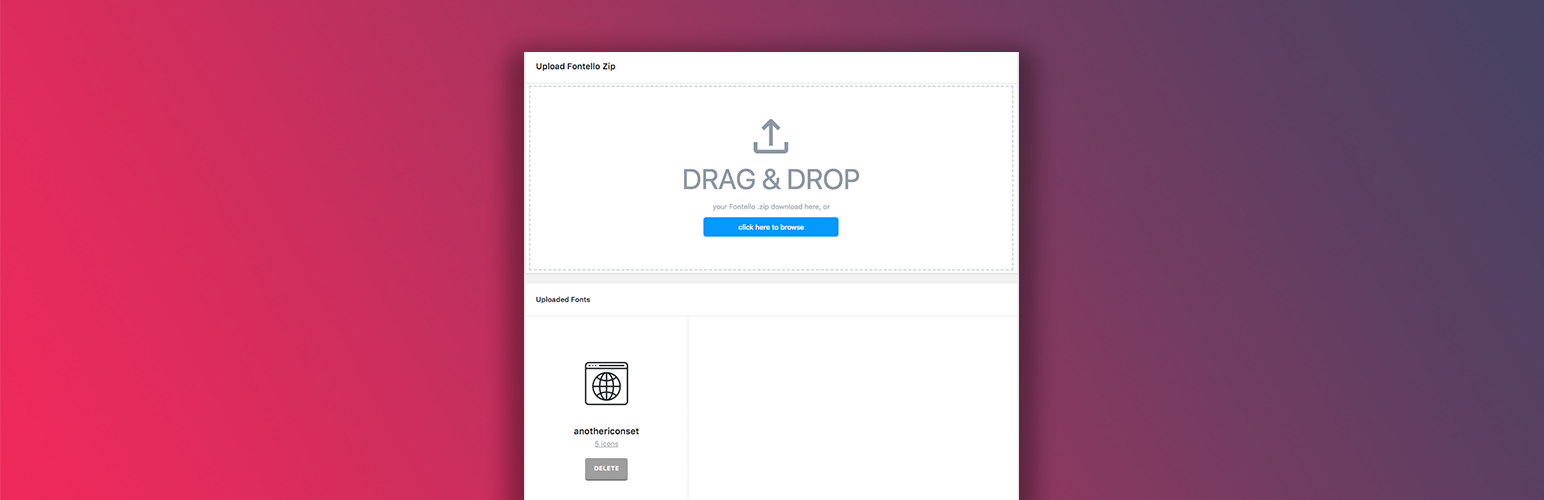 Upload Fontello Zip
DRAG & DROP
your Fontello .zip download here, or
click here to browse
Uploaded Fonts
anothericonset
5 icons
DELETE